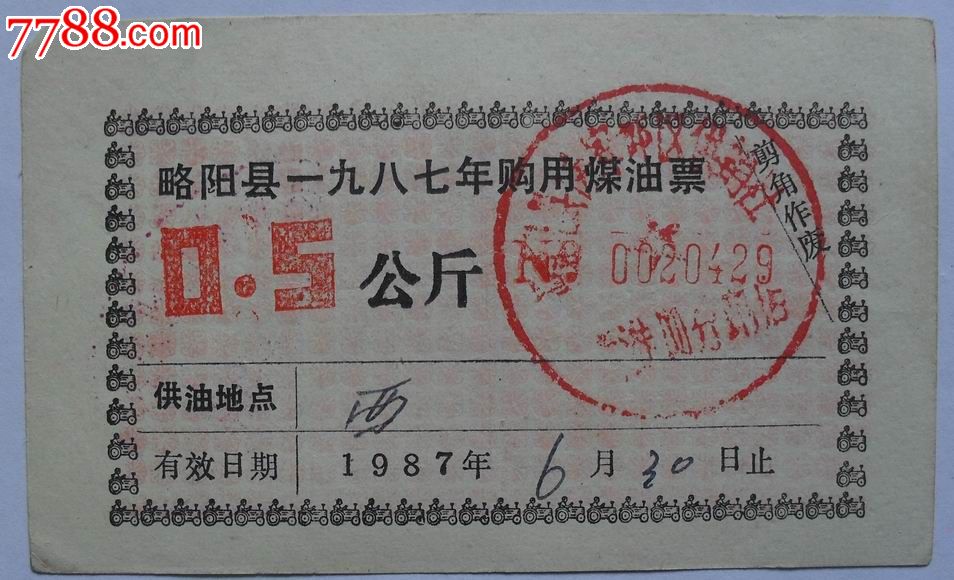 7788.com
略阳县一九八七年购用煤油票
剪角作废
0.5 公斤
No 0020429
供油地点 西
有效日期 1987年 6 月 30 日止